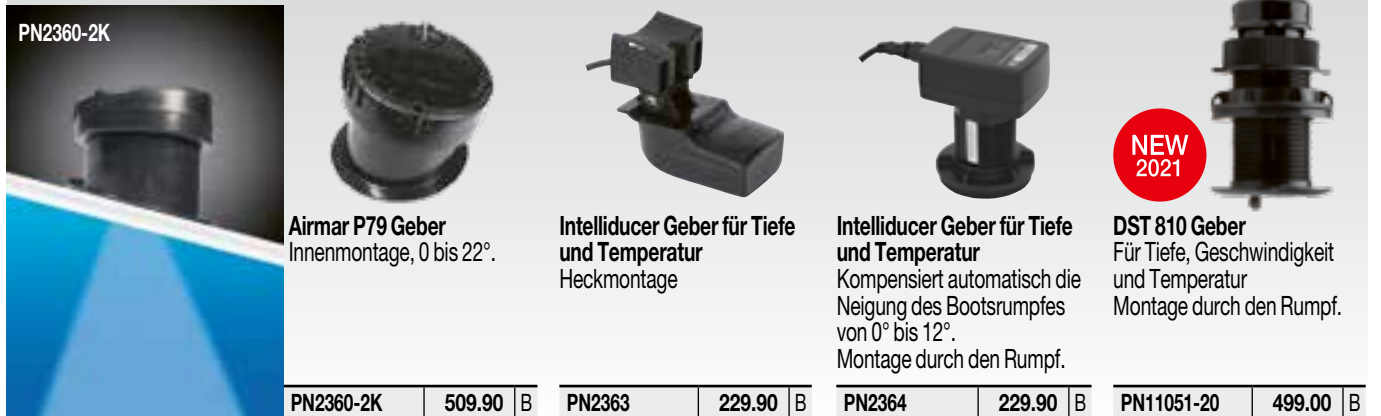 PN2360-2K
Airmar P79 Geber
Innenmontage, 0 bis 22°.
PN2360-2K 509.90 B
Intelliducer Geber für Tiefe
und Temperatur
Heckmontage
PN2363 229.90 B
Intelliducer Geber für Tiefe
und Temperatur
Kompensiert automatisch die
Neigung des Bootsrumpfes
von 0° bis 12°.
Montage durch den Rumpf.
PN2364 229.90 B
NEW
2021
DST 810 Geber
Für Tiefe, Geschwindigkeit
und Temperatur
Montage durch den Rumpf.
PN11051-20 499.00 B